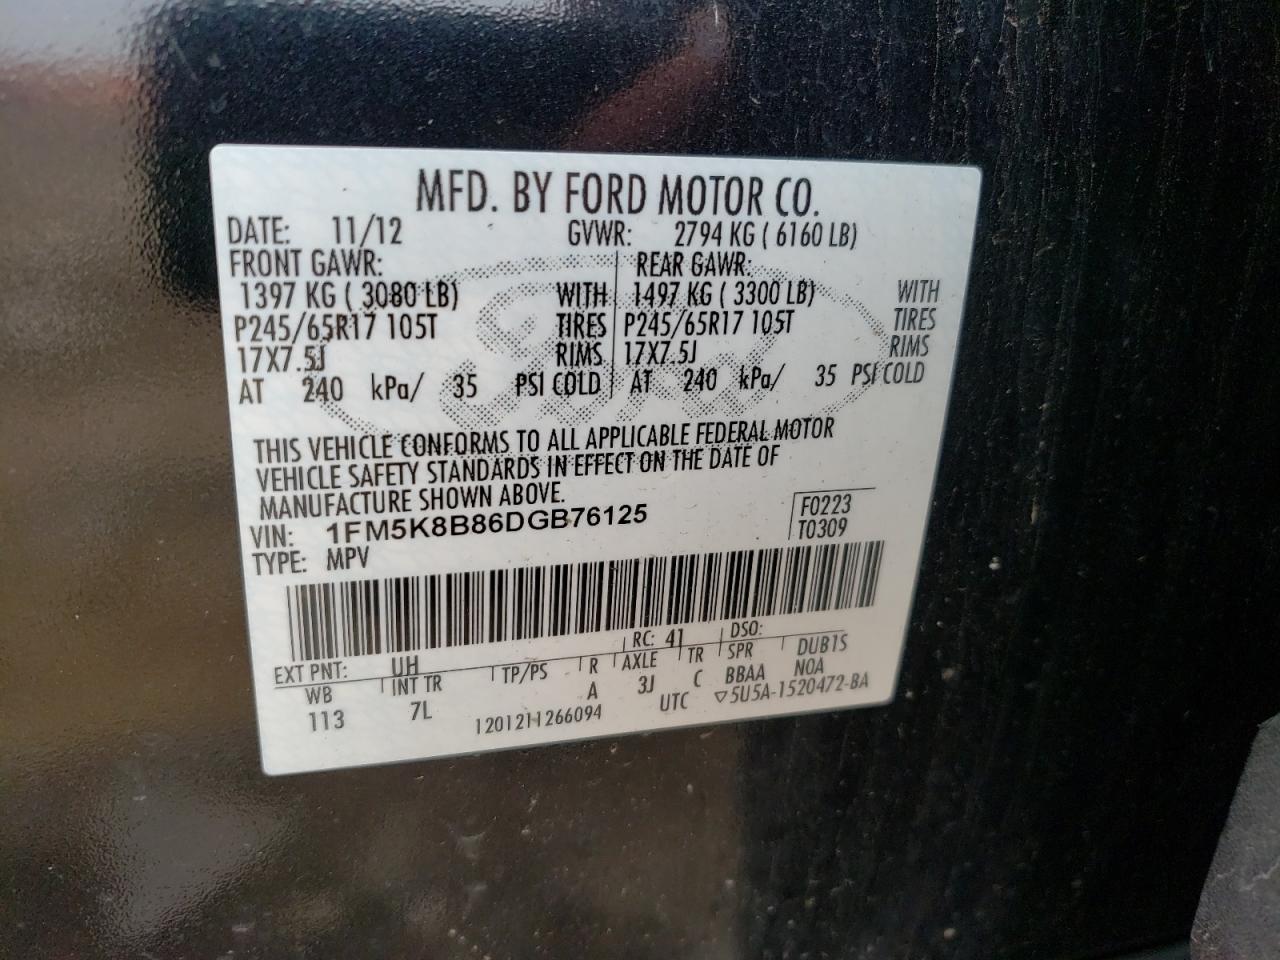 MFD. BY FORD MOTOR CO.
DATE: 11/12 GVWR: 2794 KG ( 6160 LB)
FRONT GAWR: REAR GAWR:
1397 KG ( 3080 LB) WITH 1497 KG ( 3300 LB) WITH
P245/65R17 105T TIRES P245/65R17 105T TIRES
17X7.5J RIMS 17X7.5J RIMS
AT 240 kPa/ 35 PSI COLD AT 240 kPa/ 35 PSI COLD
THIS VEHICLE CONFORMS TO ALL APPLICABLE FEDERAL MOTOR
VEHICLE SAFETY STANDARDS IN EFFECT ON THE DATE OF
MANUFACTURE SHOWN ABOVE.
VIN: 1FM5K8B86DGB76125 F0223
TYPE: MPV T0309
EXT PNT: UH RC: 41 DSO:
WB INT TR TP/PS R AXLE TR SPR DUB1S
113 7L A 3J C BBAA N0A
1201211266094 UTC ▽5U5A-1520472-BA
Ford